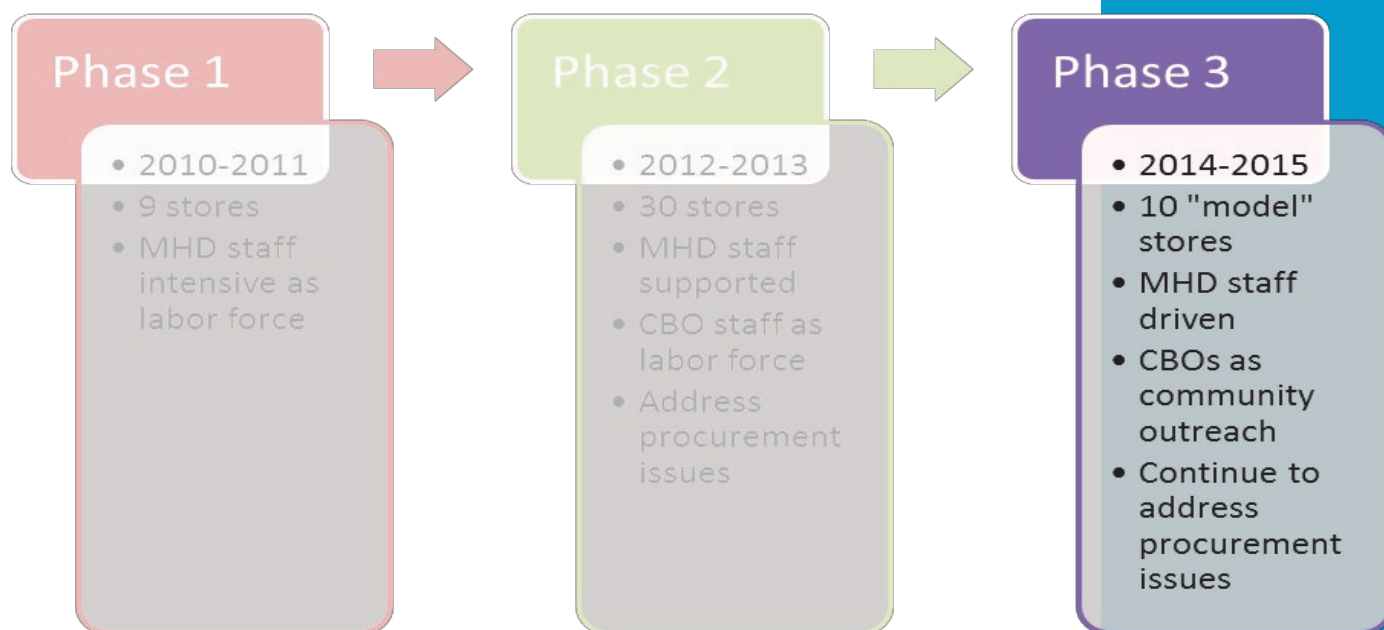 Phase 1
• 2010-2011
• 9 stores
• MHD staff
intensive as
labor force
Phase 2
• 2012-2013
• 30 stores
• MHD staff
supported
• CBO staff as
labor force
• Address
procurement
issues
Phase 3
• 2014-2015
• 10 "model"
stores
• MHD staff
driven
• CBOs as
community
outreach
• Continue to
address
procurement
issues